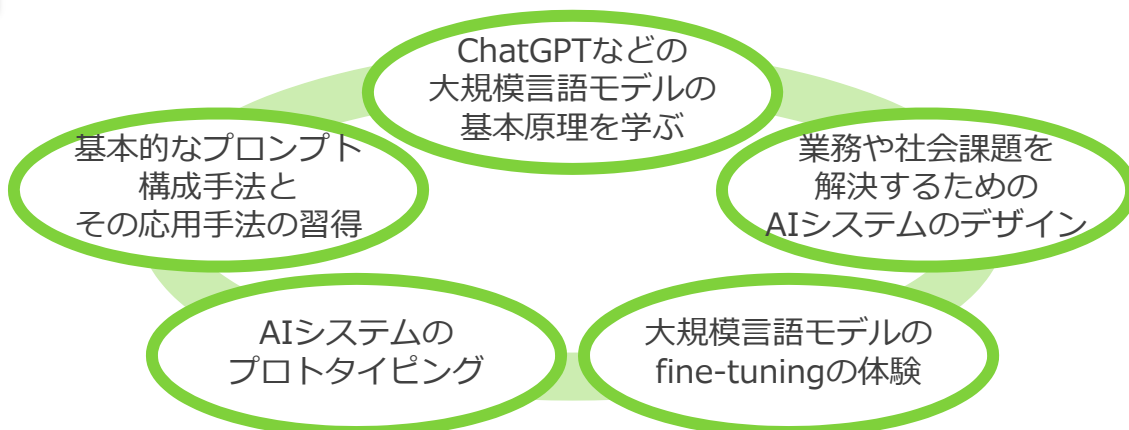 ChatGPTなどの
大規模言語モデルの
基本原理を学ぶ
基本的なプロンプト
構成手法と
その応用手法の習得
業務や社会課題を
解決するための
AIシステムのデザイン
AIシステムの
プロトタイピング
大規模言語モデルの
fine-tuningの体験